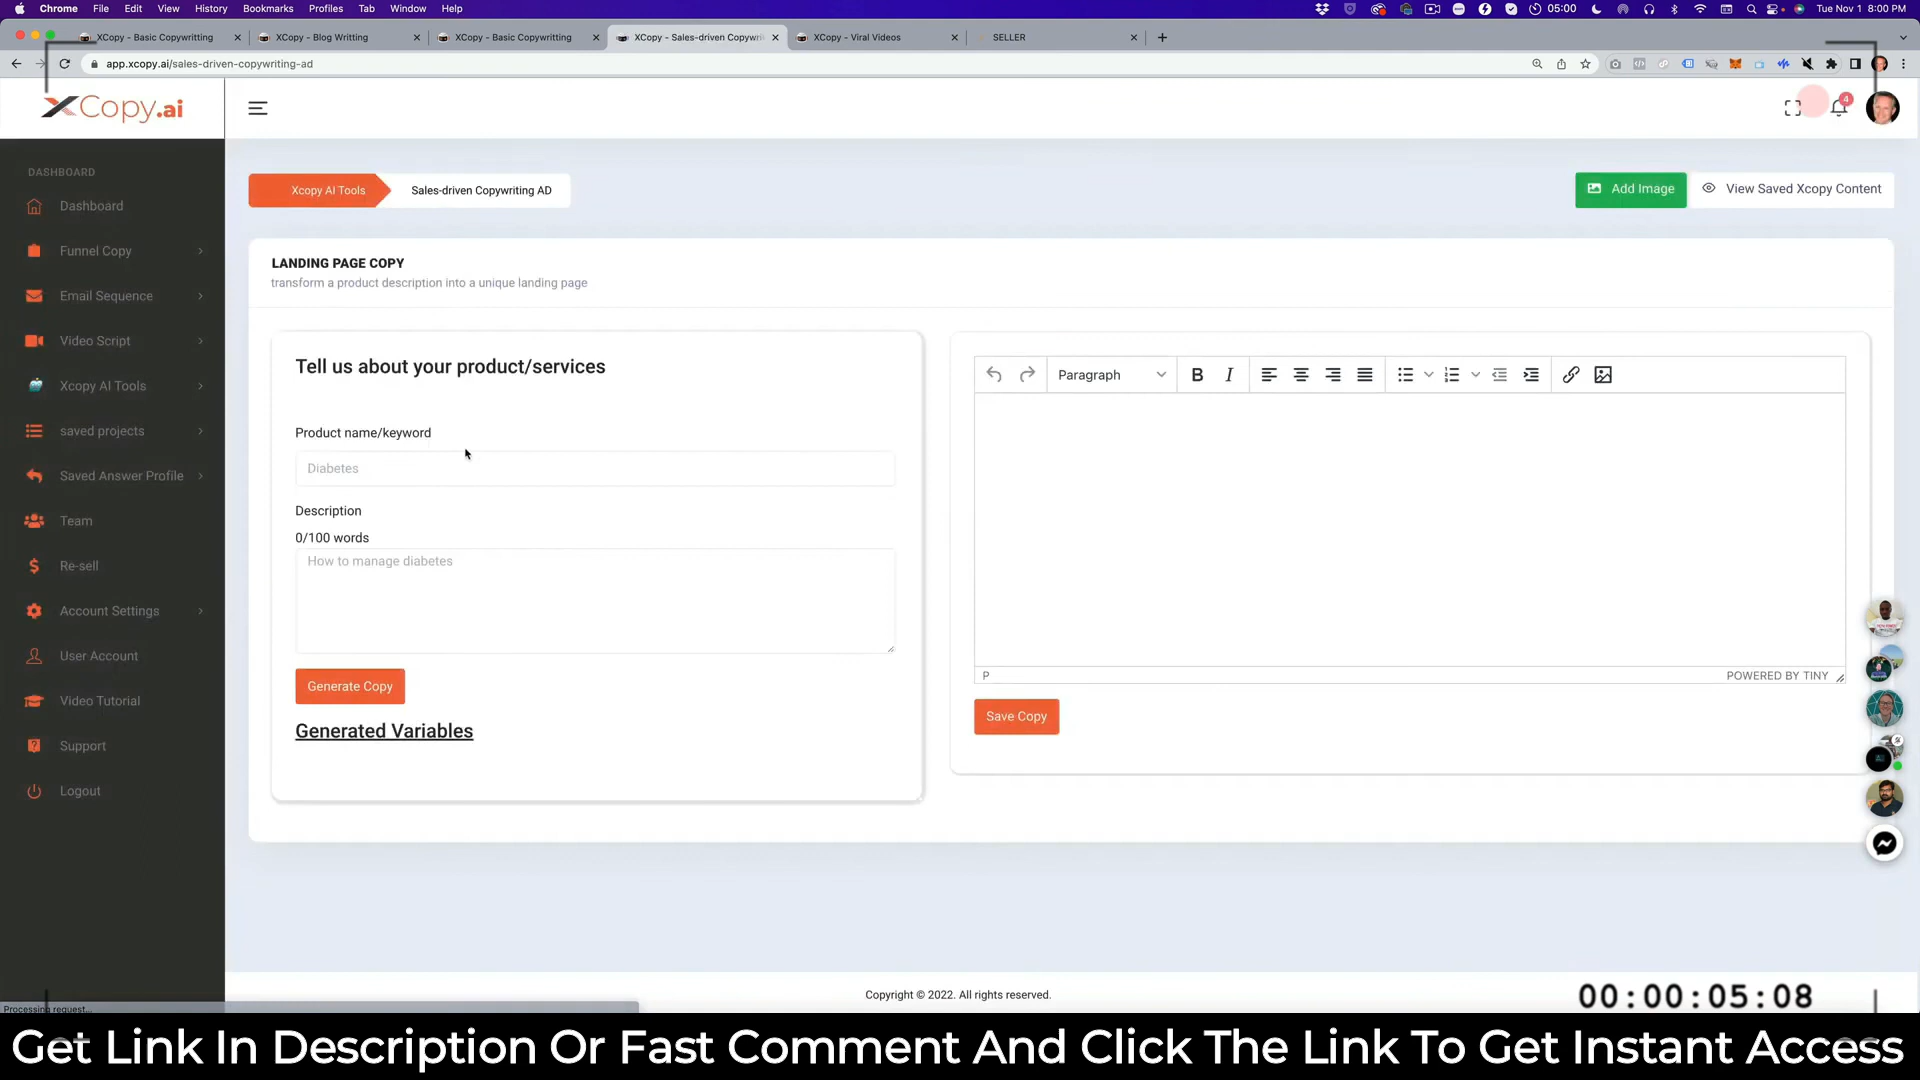 Chrome File Edit View History Bookmarks Profiles Tab Window Help 05:00 Tue Nov 1 8:00 PM
XCopy - Basic Copywritting XCopy - Blog Writting XCopy - Basic Copywritting XCopy - Sales-driven Copywri XCopy - Viral Videos SELLER
app.xcopy.ai/sales-driven-copywriting-ad
XCopy.ai
4
DASHBOARD
Dashboard
Funnel Copy
Email Sequence
Video Script
Xcopy AI Tools
saved projects
Saved Answer Profile
Team
Re-sell
Account Settings
User Account
Video Tutorial
Support
Logout
Xcopy AI Tools Sales-driven Copywriting AD
Add Image View Saved Xcopy Content
LANDING PAGE COPY
transform a product description into a unique landing page
Tell us about your product/services
Product name/keyword
Diabetes
Description
0/100 words
How to manage diabetes
Generate Copy
Generated Variables
Paragraph B I
P POWERED BY TINY
Save Copy
Copyright © 2022. All rights reserved.
00:00:05:08
Processing request...
Get Link In Description Or Fast Comment And Click The Link To Get Instant Access